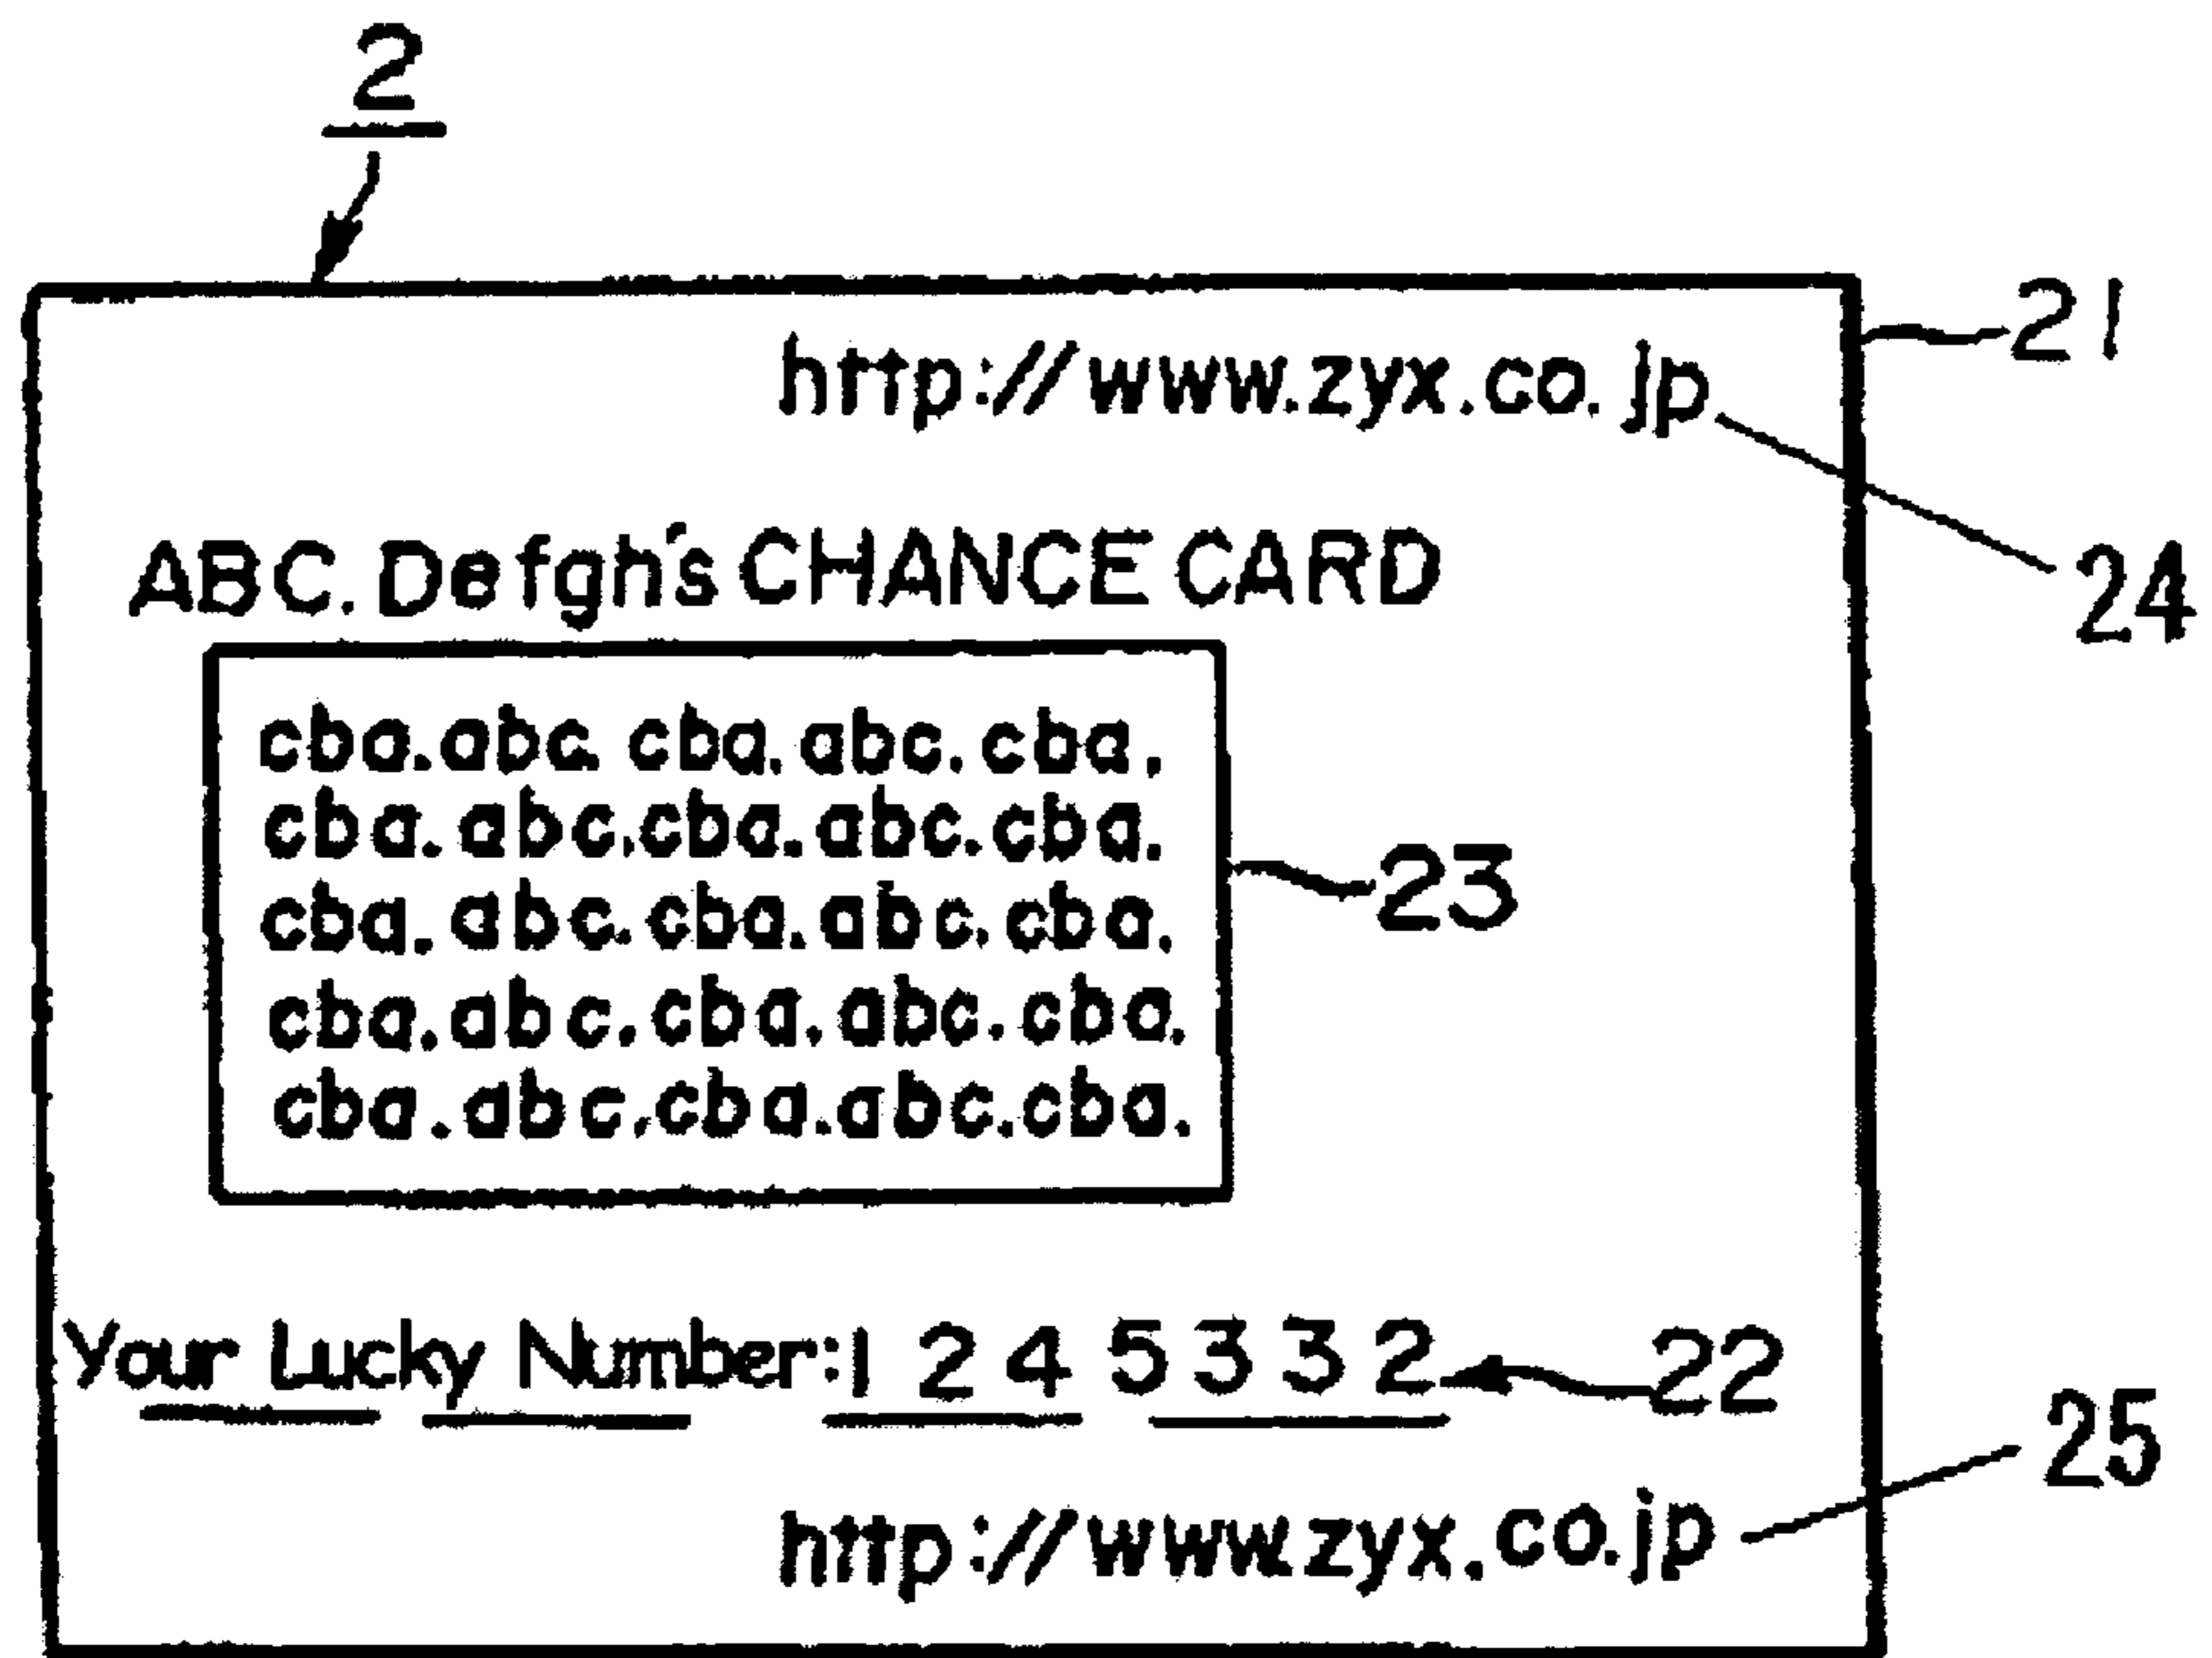 2
21
http://www.zyx.co.jp
24
ABC. Defgh's CHANCE CARD
cba.abc cba.abc.cba.
cba.abc.cba.abc.cba.
23
cba.abc.cba.abc.cba.
cba.abc.cba.abc.cba.
cba.abc.cba.abc.cba.
Your Lucky Number:1 2 4 5 3 3 2
22
25
http://www.zyx.co.jp